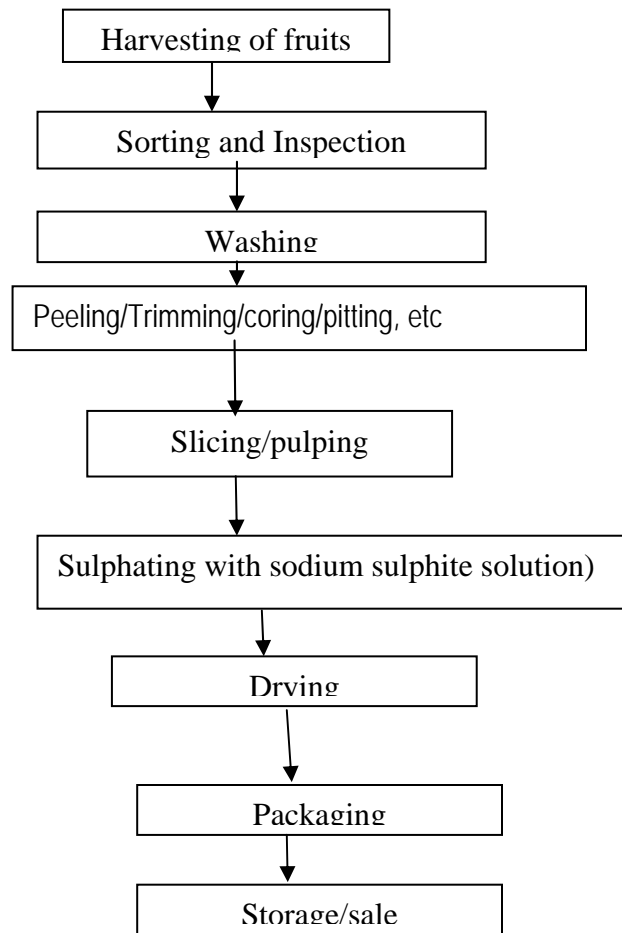 Harvesting of fruits
Sorting and Inspection
Washing
Peeling/Trimming/coring/pitting, etc
Slicing/pulping
Sulphating with sodium sulphite solution)
Drying
Packaging
Storage/sale